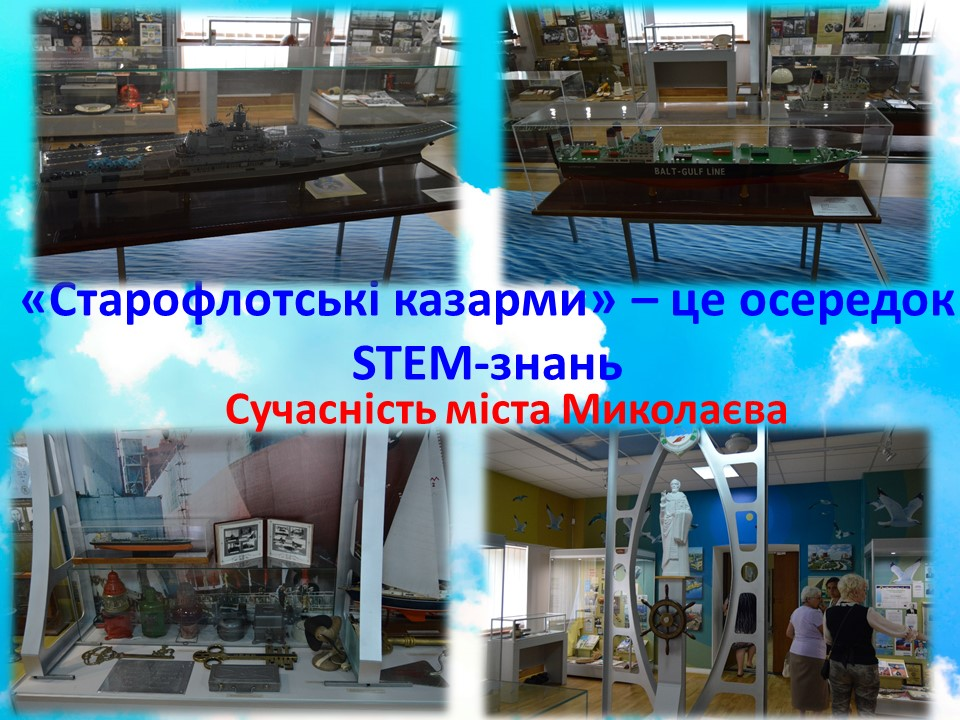 BALT-GULF LINE
«Старофлотські казарми» – це осередок
STEM-знань
Сучасність міста Миколаєва